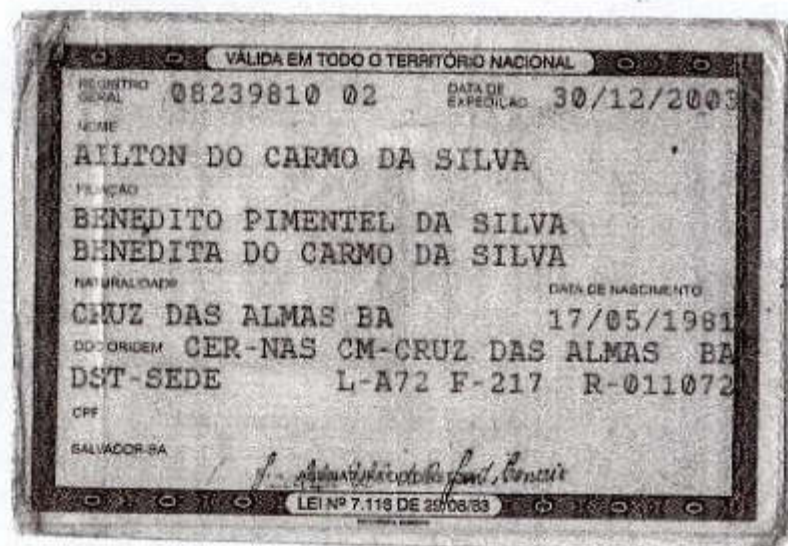 VÁLIDA EM TODO O TERRITÓRIO NACIONAL
REGISTRO GERAL 08239810 02 DATA DE EXPEDIÇÃO 30/12/2003
NOME
AILTON DO CARMO DA SILVA
FILIAÇÃO
BENEDITO PIMENTEL DA SILVA
BENEDITA DO CARMO DA SILVA
NATURALIDADE DATA DE NASCIMENTO
CRUZ DAS ALMAS BA 17/05/1981
DOC ORIGEM CER-NAS CM-CRUZ DAS ALMAS BA
DST-SEDE L-A72 F-217 R-011072
CPF
SALVADOR-BA
LEI Nº 7.116 DE 29/08/83